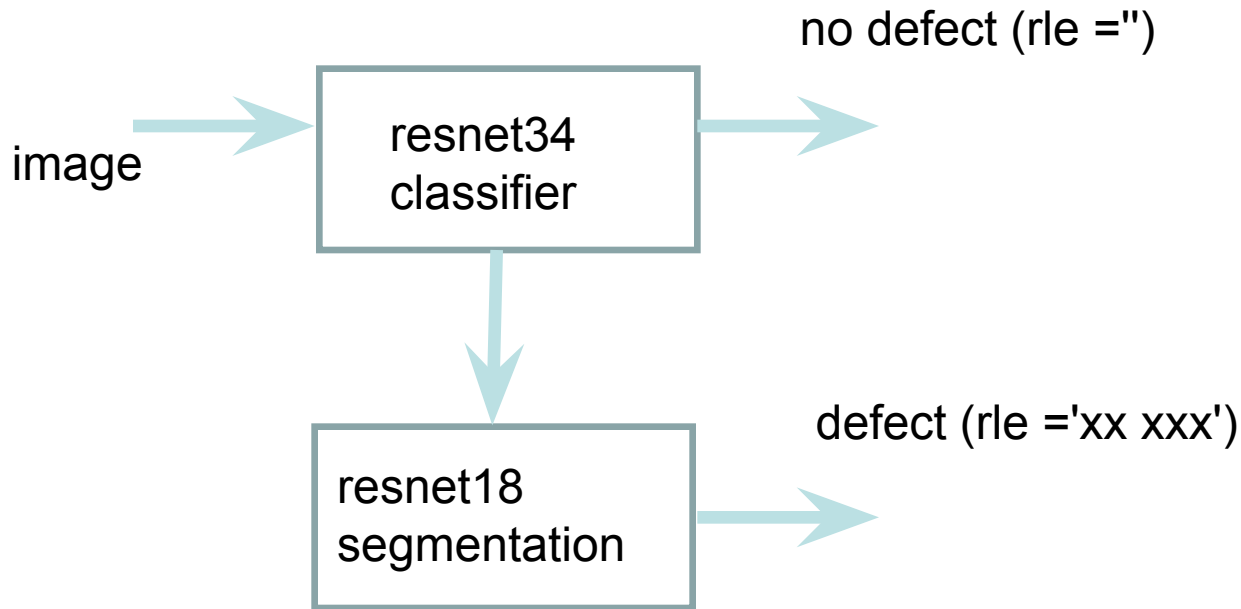 no defect (rle ='')
image
resnet34
classifier
defect (rle ='xx xxx')
resnet18
segmentation